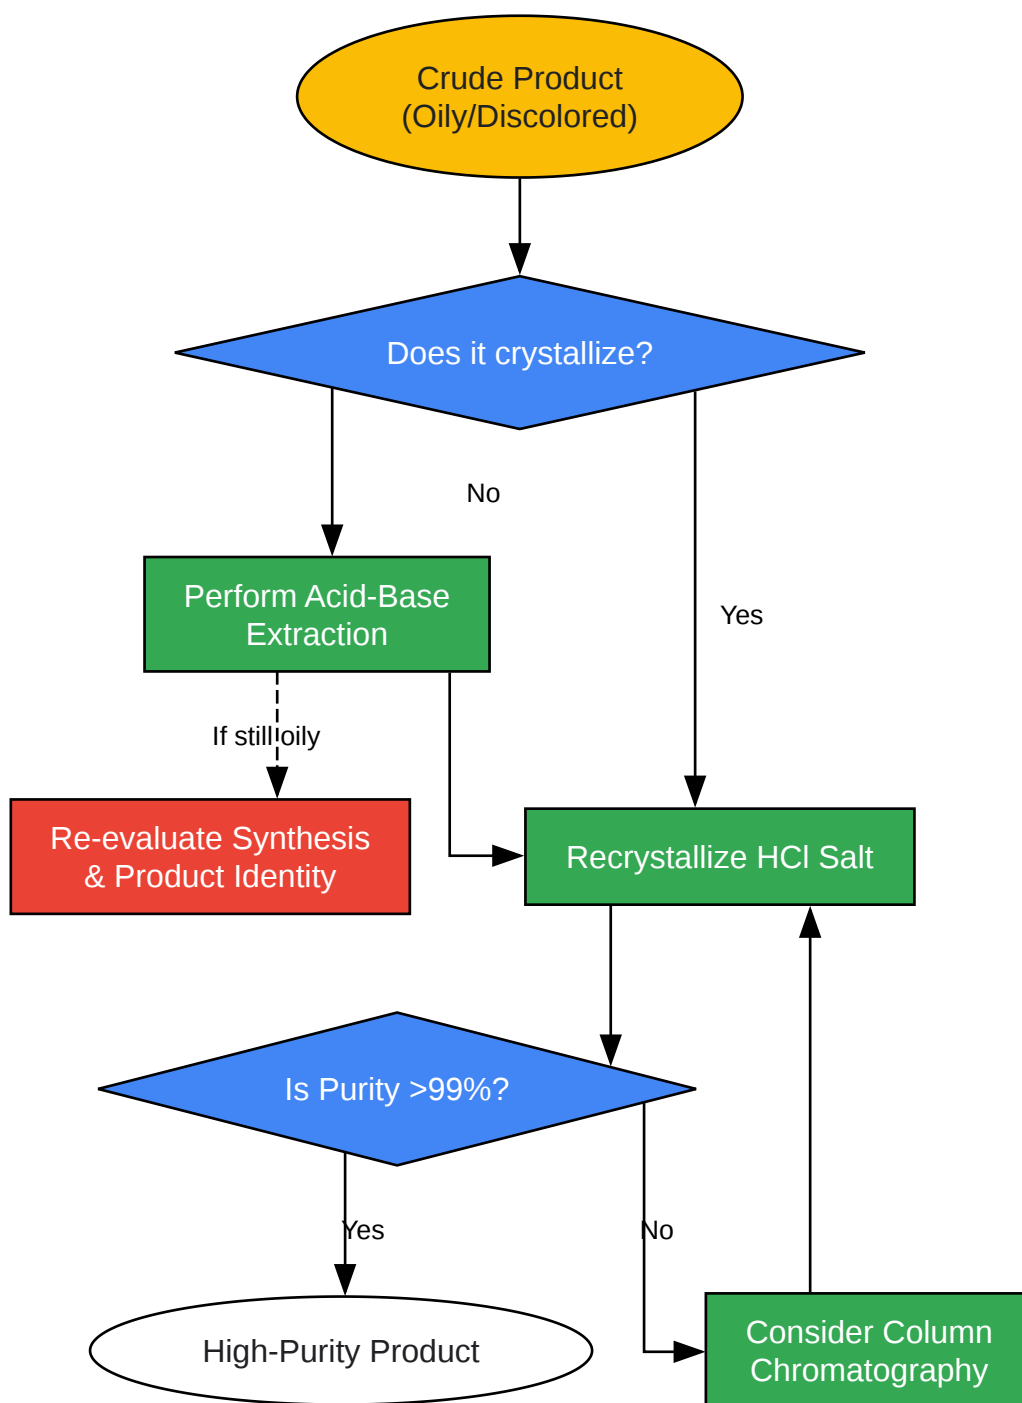 Crude Product
(Oily/Discolored)
Does it crystallize?
No
Perform Acid-Base
Extraction
Yes
If still oily
Re-evaluate Synthesis
& Product Identity
Recrystallize HCl Salt
Is Purity >99%?
Yes
No
High-Purity Product
Consider Column
Chromatography